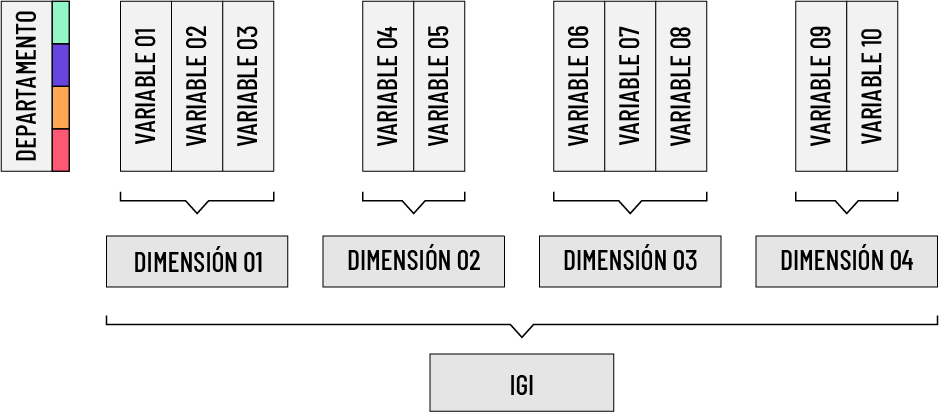 DEPARTAMENTO
VARIABLE 01
VARIABLE 02
VARIABLE 03
VARIABLE 04
VARIABLE 05
VARIABLE 06
VARIABLE 07
VARIABLE 08
VARIABLE 09
VARIABLE 10
DIMENSIÓN 01
DIMENSIÓN 02
DIMENSIÓN 03
DIMENSIÓN 04
IGI